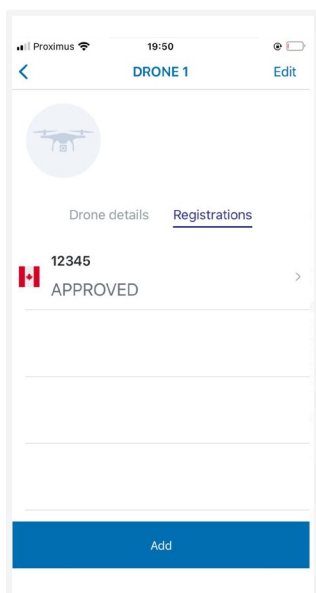 Proximus 19:50
DRONE 1 Edit
Drone details Registrations
12345
APPROVED
Add